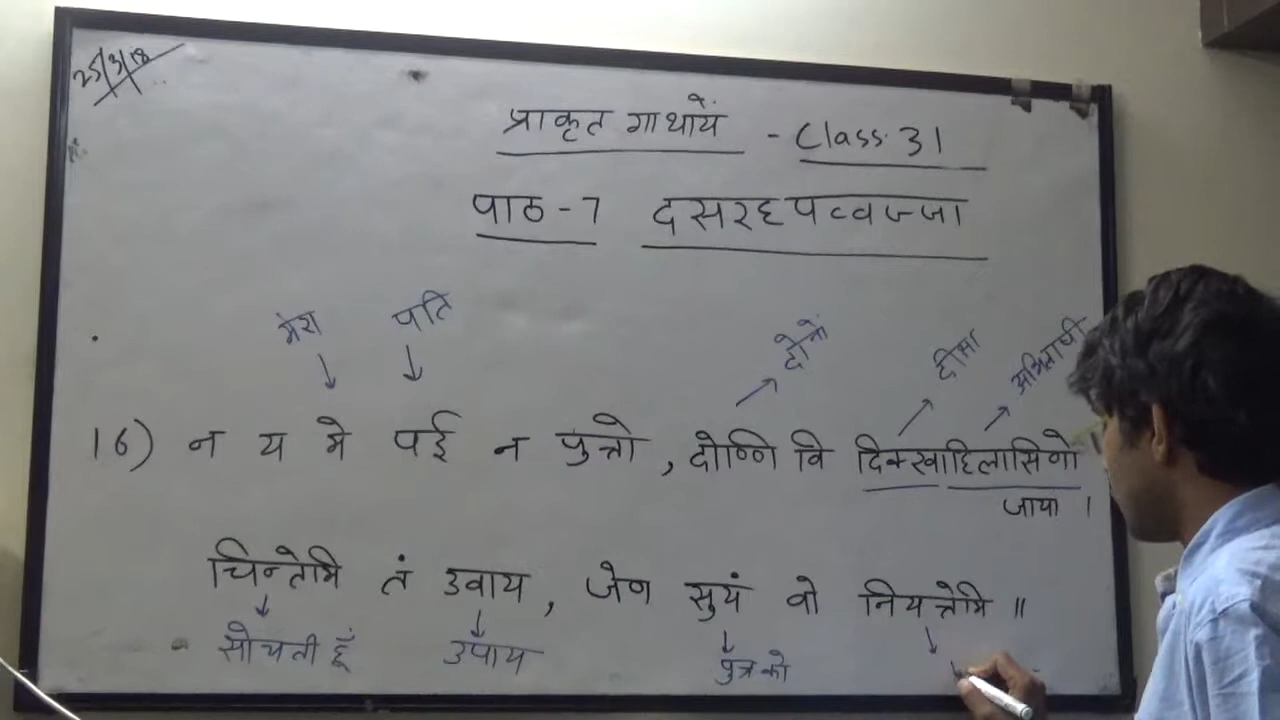 25/3/18
प्राकृत गाथायें - Class. 31
पाठ - 7 दसरहपव्वज्जा
मेरा पति दोनों दीक्षा अभिलाषी
16) न य मे पई न पुत्तो , दोण्णि वि दिक्खाहिलासिणो
जाया ।
चिन्तेमि तं उवाय , जेण सुयं वो नियत्तेमि ॥
सोचती हूँ उपाय पुत्र को